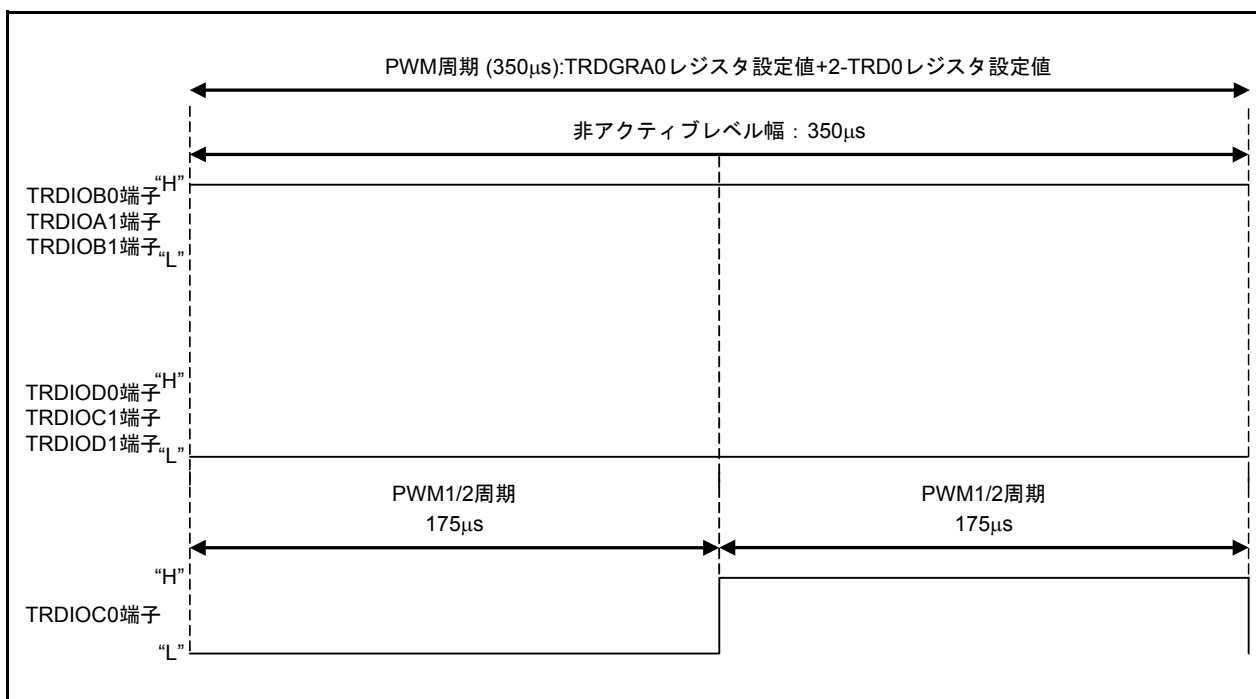 PWM周期 (350μs):TRDGRA0レジスタ設定値+2-TRD0レジスタ設定値
非アクティブレベル幅：350μs
“H”
TRDIOB0端子
TRDIOA1端子
TRDIOB1端子
“L”
“H”
TRDIOD0端子
TRDIOC1端子
TRDIOD1端子
“L”
PWM1/2周期
175μs
PWM1/2周期
175μs
“H”
TRDIOC0端子
“L”